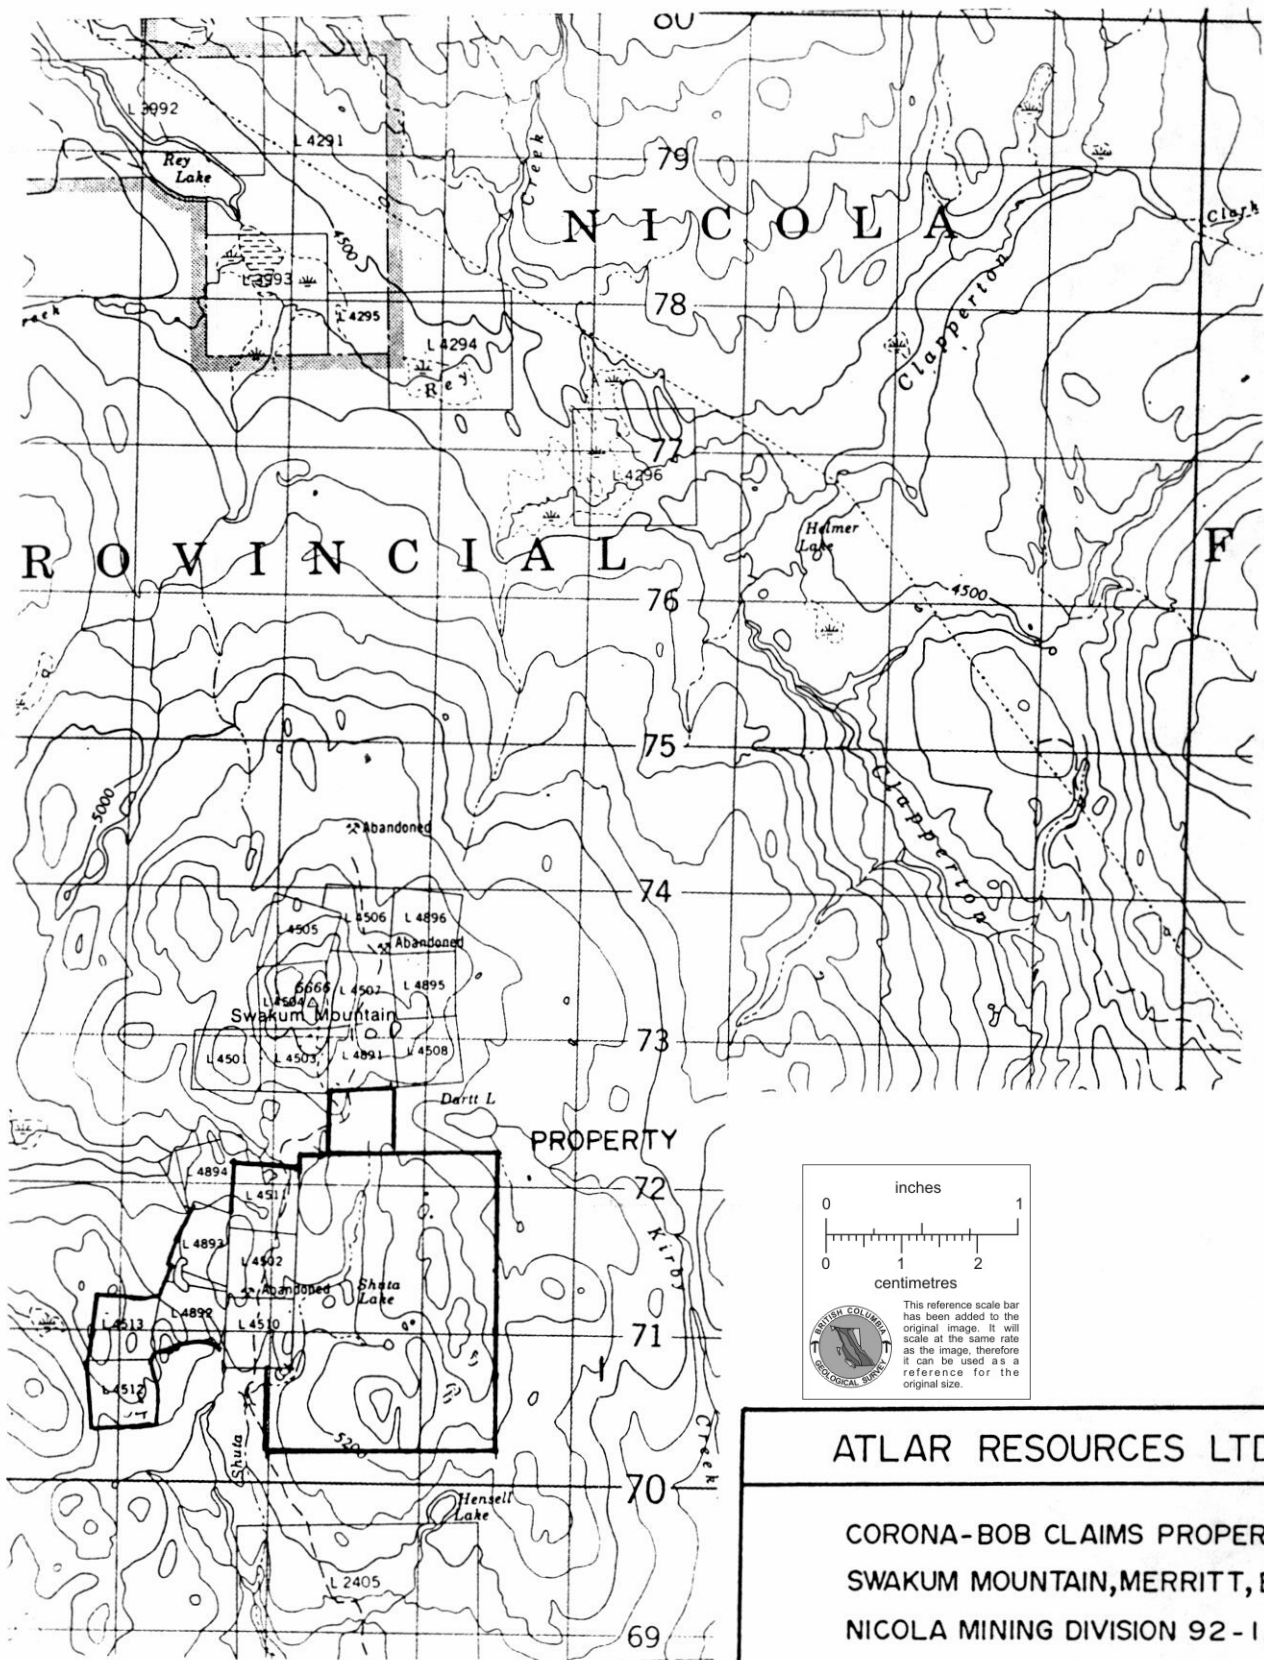 80
L 3992
L 4291
79
Rey
Lake
Creek
NICOLA
Clark
4500
L 3993
78
L 4295
L 4294
Rey
Clapperton
77
L 4296
Helmer
Lake
ROVINCIAL
F
76
4500
75
5000
Clapperton
Abandoned
74
L 4506
L 4896
L 4505
Abandoned
6666
L 4504
L 4507
L 4895
Swakum Mountain
73
L 4501
L 4503
L 4891
L 4508
Dartt L
PROPERTY
L 4894
L 4511
72
L 4893
L 4502
Kirby
Abandoned
Shuta
Lake
L 4513
L 4892
L 4510
71
L 4512
5200
Shuta
Creek
70
Hensell
Lake
L 2405
69
inches
0 1
0 1 2
centimetres
BRITISH COLUMBIA
GEOLOGICAL SURVEY
This reference scale bar
has been added to the
original image. It will
scale at the same rate
as the image, therefore
it can be used as a
reference for the
original size.
ATLAR RESOURCES LTD
CORONA-BOB CLAIMS PROPER
SWAKUM MOUNTAIN, MERRITT,
NICOLA MINING DIVISION 92-I